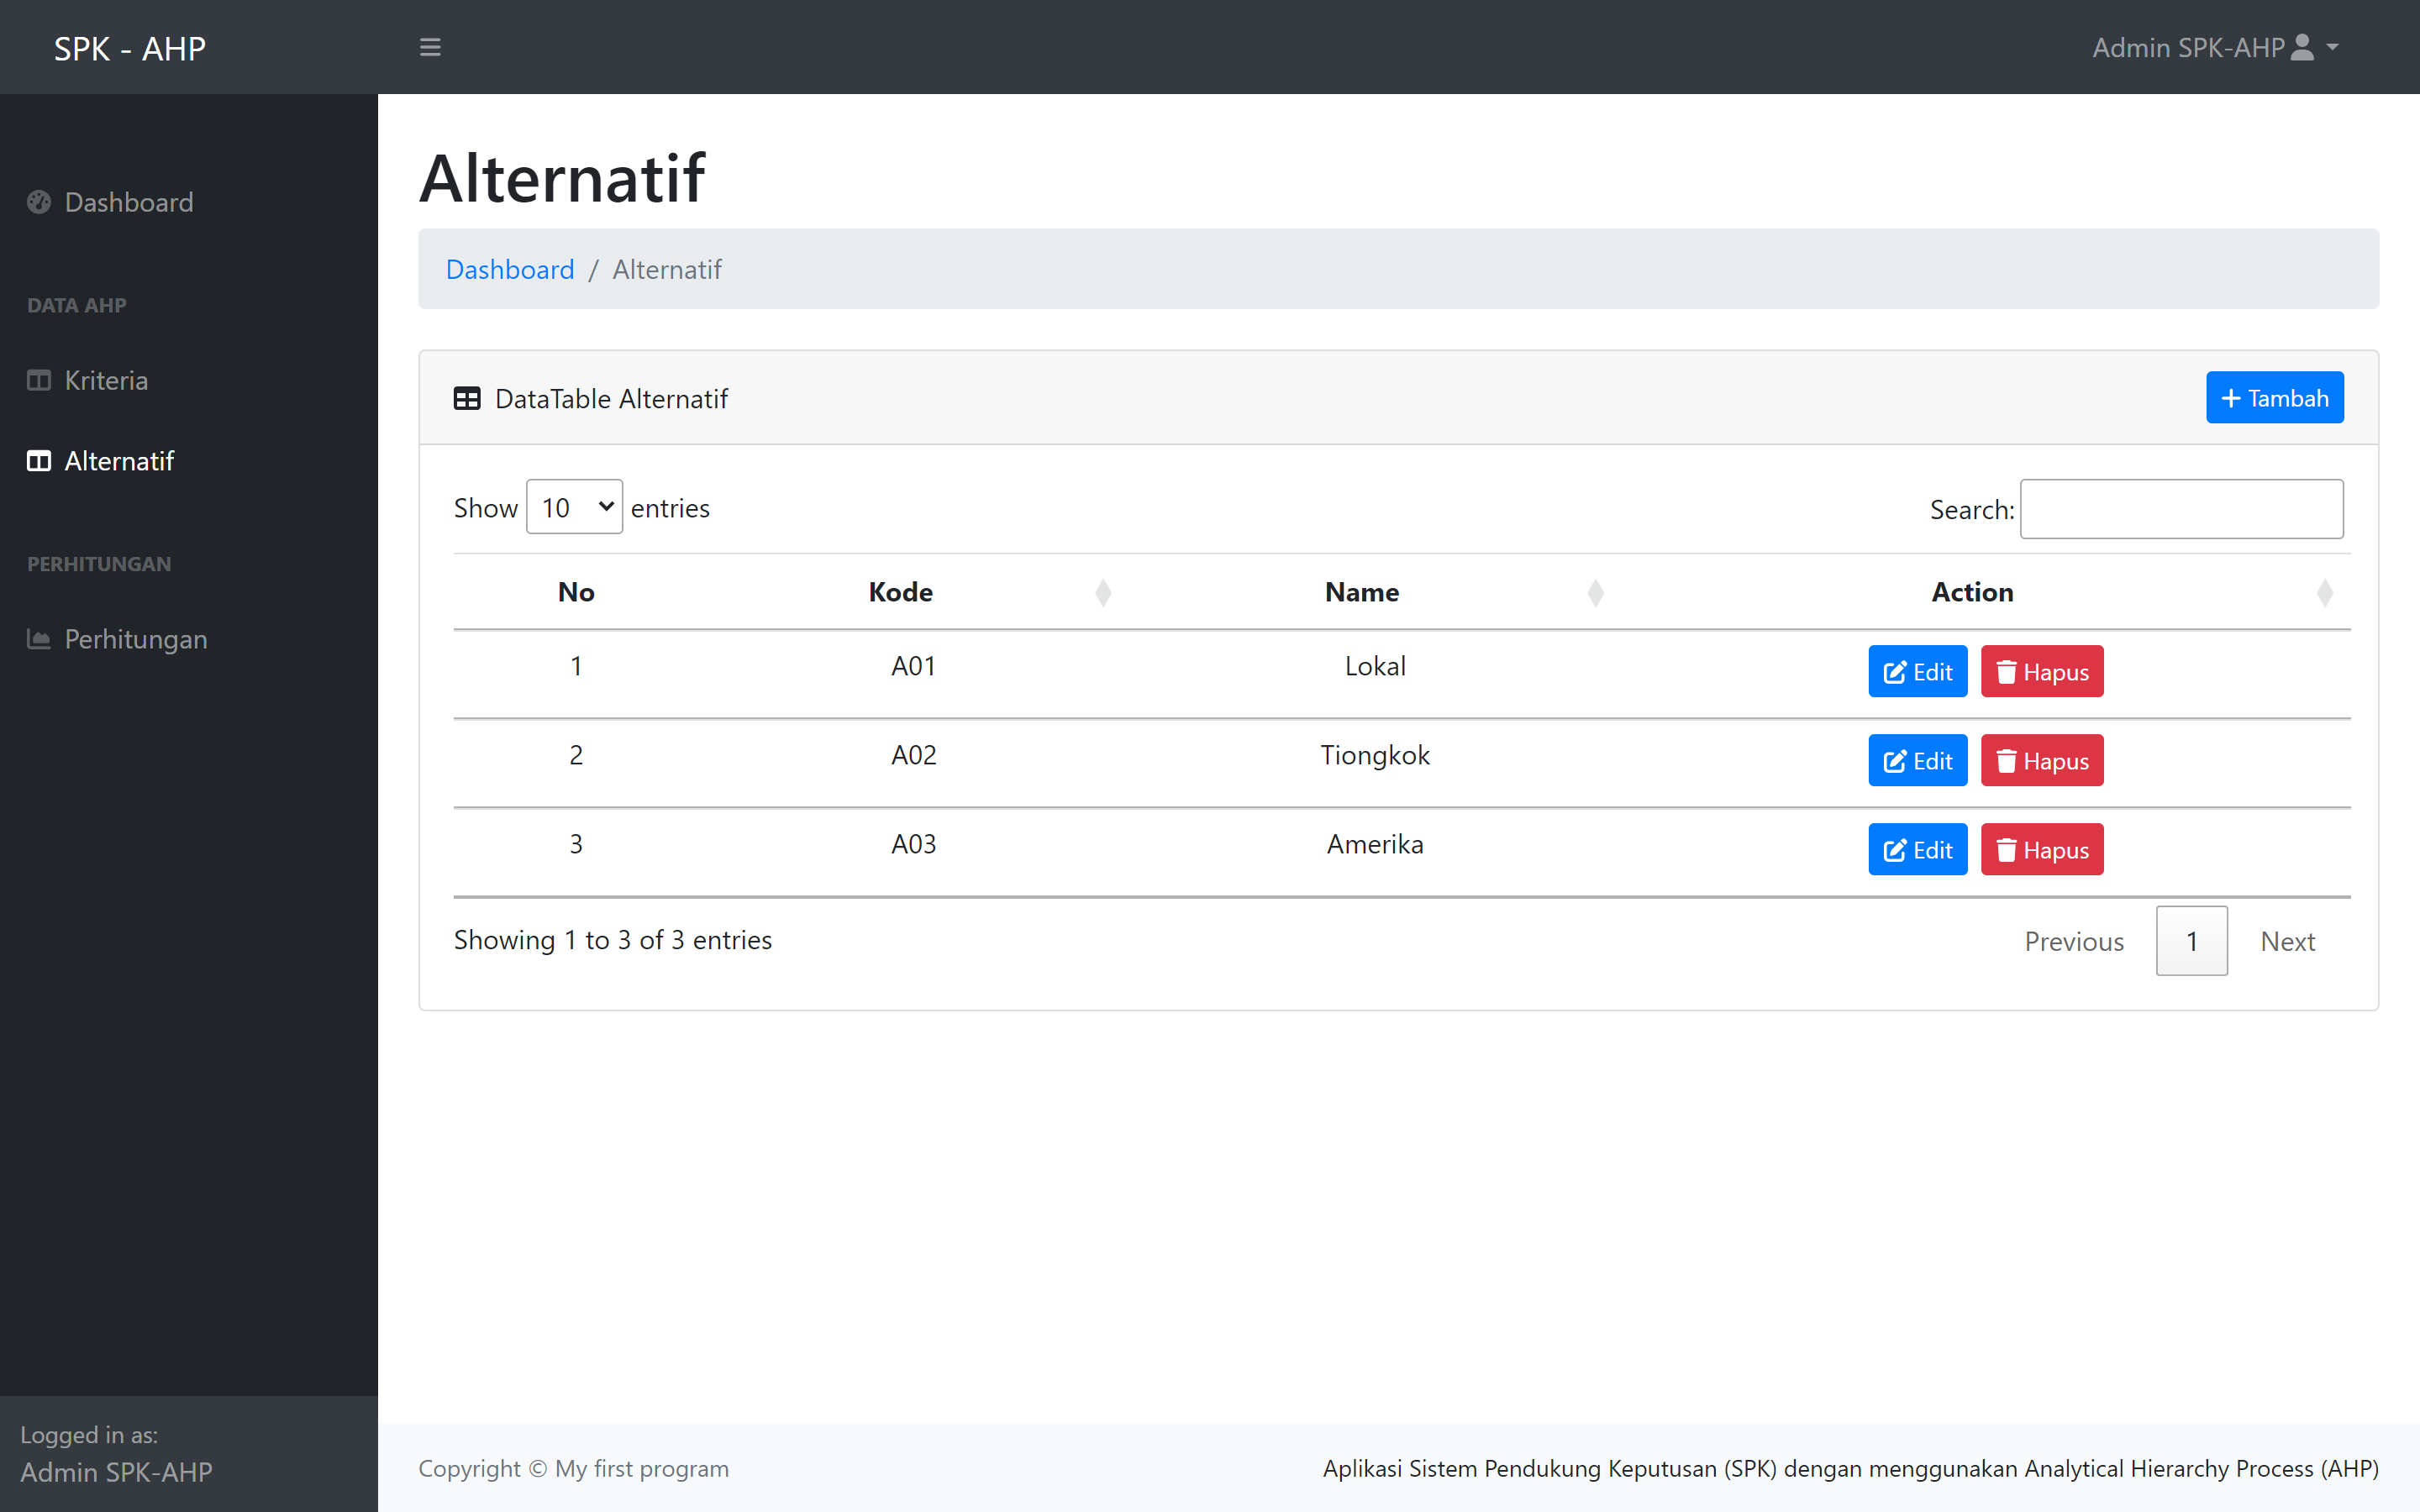 SPK - AHP
Admin SPK-AHP
Dashboard
DATA AHP
Kriteria
Alternatif
PERHITUNGAN
Perhitungan
Logged in as:
Admin SPK-AHP
Alternatif
Dashboard / Alternatif
DataTable Alternatif
+ Tambah
Show 10 entries
Search:
No Kode Name Action
1 A01 Lokal Edit Hapus
2 A02 Tiongkok Edit Hapus
3 A03 Amerika Edit Hapus
Showing 1 to 3 of 3 entries
Previous 1 Next
Copyright © My first program
Aplikasi Sistem Pendukung Keputusan (SPK) dengan menggunakan Analytical Hierarchy Process (AHP)